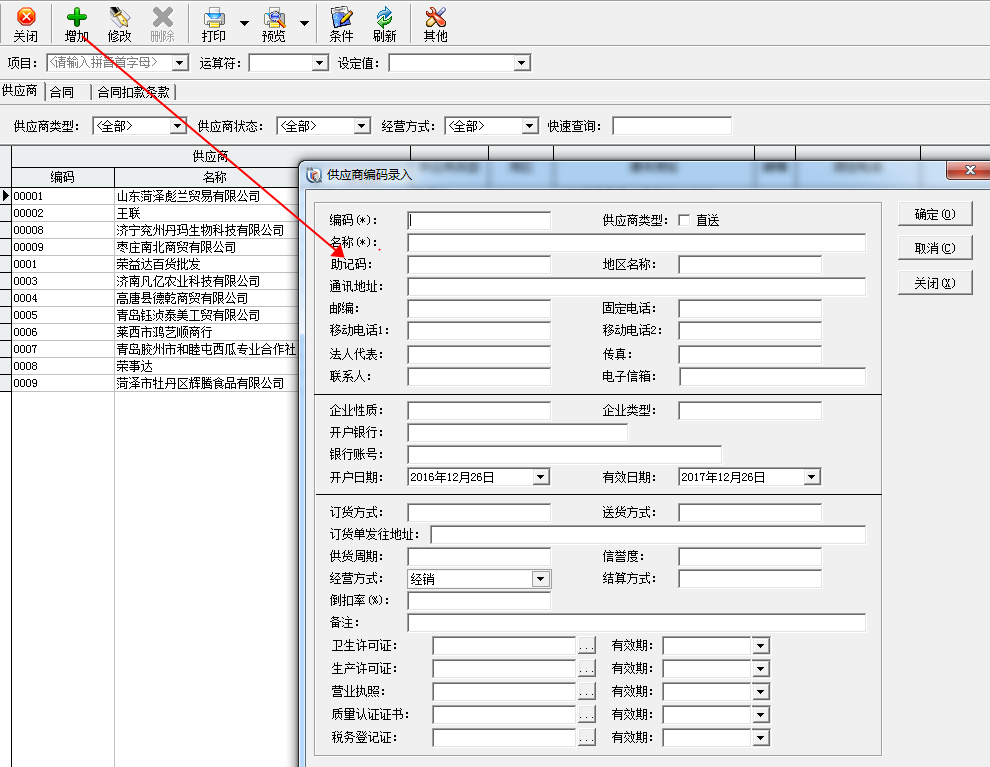 关闭 增加 修改 删除 打印 预览 条件 刷新 其他
项目: <请输入拼音首字母> 运算符: 设定值:
供应商 合同 合同扣款条款
供应商类型: <全部> 供应商状态: <全部> 经营方式: <全部> 快速查询:
供应商
编码 名称
00001 山东菏泽彪兰贸易有限公司
00002 王联
00008 济宁兖州丹玛生物科技有限公司
00009 枣庄南北商贸有限公司
0001 荣益达百货批发
0003 济南凡亿农业科技有限公司
0004 高唐县德乾商贸有限公司
0005 青岛钰浈泰美工贸有限公司
0006 莱西市鸿艺顺商行
0007 青岛胶州市和睦屯西瓜专业合作社
0008 荣事达
0009 菏泽市牡丹区辉腾食品有限公司
供应商编码录入
编码(*): 供应商类型: 直送
名称(*):
助记码: 地区名称:
通讯地址:
邮编: 固定电话:
移动电话1: 移动电话2:
法人代表: 传真:
联系人: 电子信箱:
企业性质: 企业类型:
开户银行:
银行账号:
开户日期: 2016年12月26日 有效日期: 2017年12月26日
订货方式: 送货方式:
订货单发往地址:
供货周期: 信誉度:
经营方式: 经销 结算方式:
倒扣率(%):
备注:
卫生许可证: ... 有效期:
生产许可证: ... 有效期:
营业执照: ... 有效期:
质量认证证书: ... 有效期:
税务登记证: ... 有效期:
确定(O)
取消(C)
关闭(X)